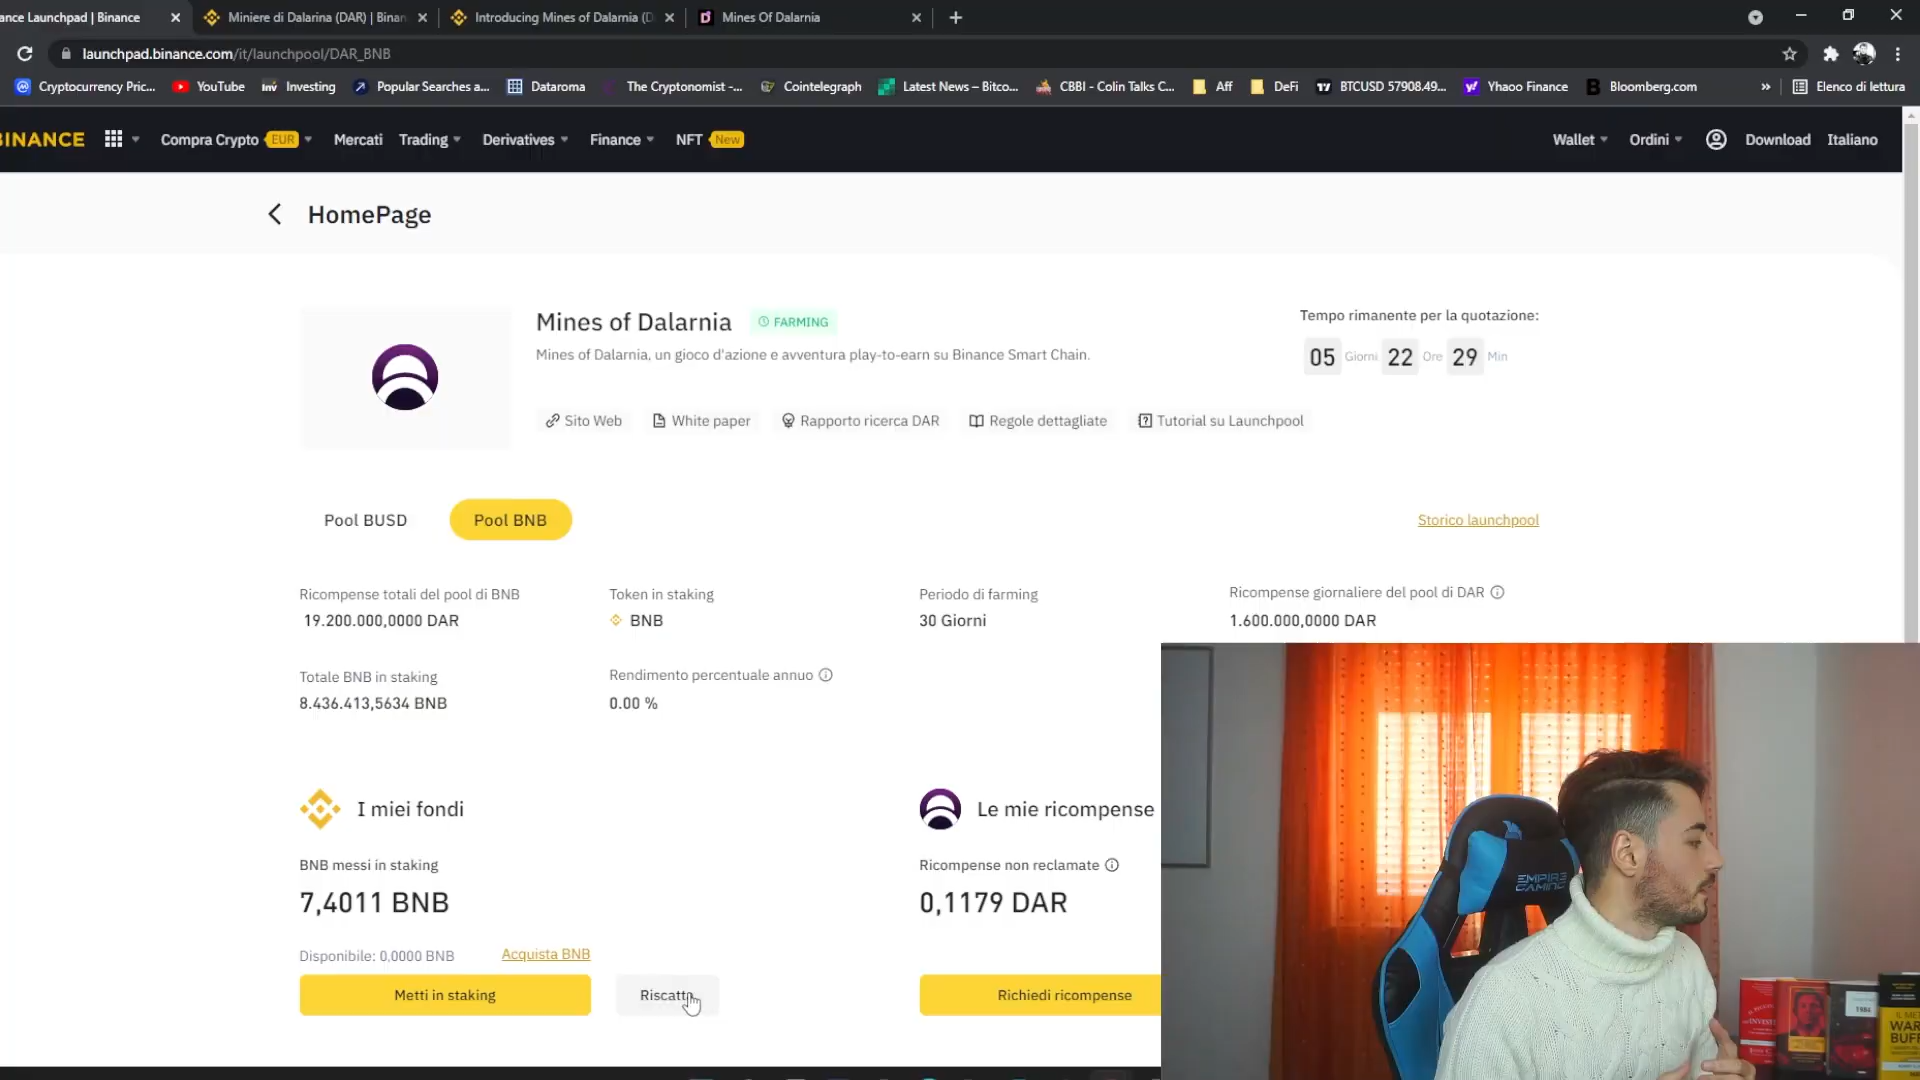 ance Launchpad | Binance
Miniere di Dalarina (DAR) | Binan
Introducing Mines of Dalarnia (D
Mines Of Dalarnia
launchpad.binance.com/it/launchpool/DAR_BNB
Cryptocurrency Pric...
YouTube
Investing
Popular Searches a...
Dataroma
The Cryptonomist -...
Cointelegraph
Latest News – Bitco...
CBBI - Colin Talks C...
Aff
DeFi
BTCUSD 57908.49...
Yhaoo Finance
Bloomberg.com
»
Elenco di lettura
BINANCE
Compra Crypto EUR
Mercati
Trading
Derivatives
Finance
NFT New
Wallet
Ordini
Download
Italiano
HomePage
Mines of Dalarnia
FARMING
Mines of Dalarnia, un gioco d'azione e avventura play-to-earn su Binance Smart Chain.
Tempo rimanente per la quotazione:
05 Giorni 22 Ore 29 Min
Sito Web
White paper
Rapporto ricerca DAR
Regole dettagliate
Tutorial su Launchpool
Pool BUSD
Pool BNB
Storico launchpool
Ricompense totali del pool di BNB
19.200.000,0000 DAR
Token in staking
BNB
Periodo di farming
30 Giorni
Ricompense giornaliere del pool di DAR
1.600.000,0000 DAR
Totale BNB in staking
8.436.413,5634 BNB
Rendimento percentuale annuo
0.00 %
I miei fondi
BNB messi in staking
7,4011 BNB
Disponibile: 0,0000 BNB
Acquista BNB
Metti in staking
Riscatta
Le mie ricompense
Ricompense non reclamate
0,1179 DAR
Richiedi ricompense
EMPIRE
GAMING
1984
WAR
BUFF